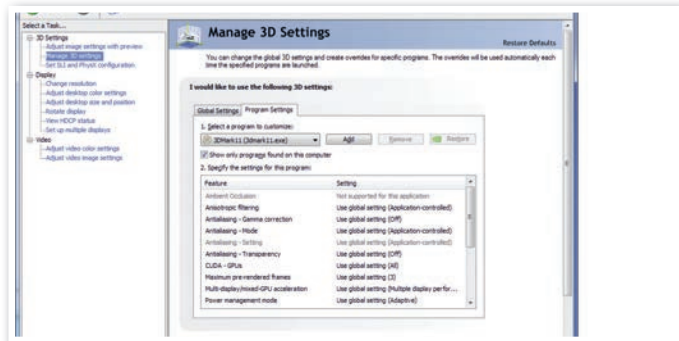 Select a Task...
3D Settings
Adjust image settings with preview
Manage 3D settings
Set SLI and PhysX configuration.
Display
Change resolution
Adjust desktop color settings
Adjust desktop size and position
Rotate display
View HDCP status
Set up multiple displays
Video
Adjust video color settings
Adjust video image settings
Manage 3D Settings
Restore Defaults
You can change the global 3D settings and create overrides for specific programs. The overrides will be used automatically each
time the specified programs are launched.
I would like to use the following 3D settings:
Global Settings Program Settings
1. Select a program to customize:
3DMark11 (3dmark11.exe) Add Remove Restore
Show only programs found on this computer
2. Specify the settings for this program:
Feature Setting
Ambient Occlusion Not supported for this application
Anisotropic filtering Use global setting (Application-controlled)
Antialiasing - Gamma correction Use global setting (Off)
Antialiasing - Mode Use global setting (Application-controlled)
Antialiasing - Setting Use global setting (Application-controlled)
Antialiasing - Transparency Use global setting (Off)
CUDA - GPUs Use global setting (All)
Maximum pre-rendered frames Use global setting (3)
Multi-display/mixed-GPU acceleration Use global setting (Multiple display perfor...
Power management mode Use global setting (Adaptive)